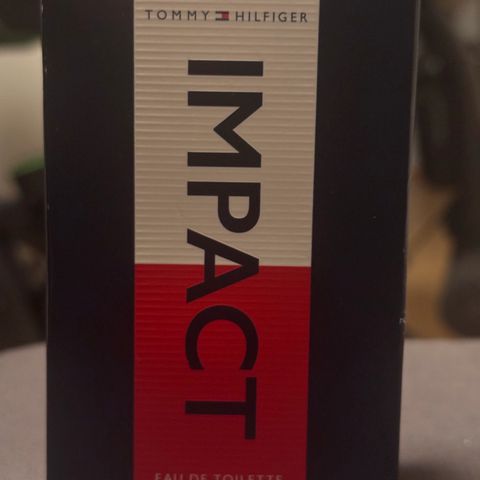 TOMMY HILFIGER
IMPACT
EAU DE TOILETTE